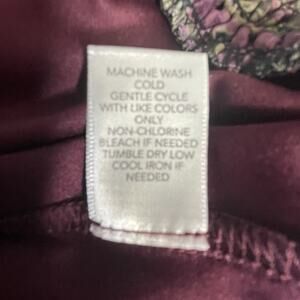 MACHINE WASH
COLD
GENTLE CYCLE
WITH LIKE COLORS
ONLY
NON-CHLORINE
BLEACH IF NEEDED
TUMBLE DRY LOW
COOL IRON IF
NEEDED